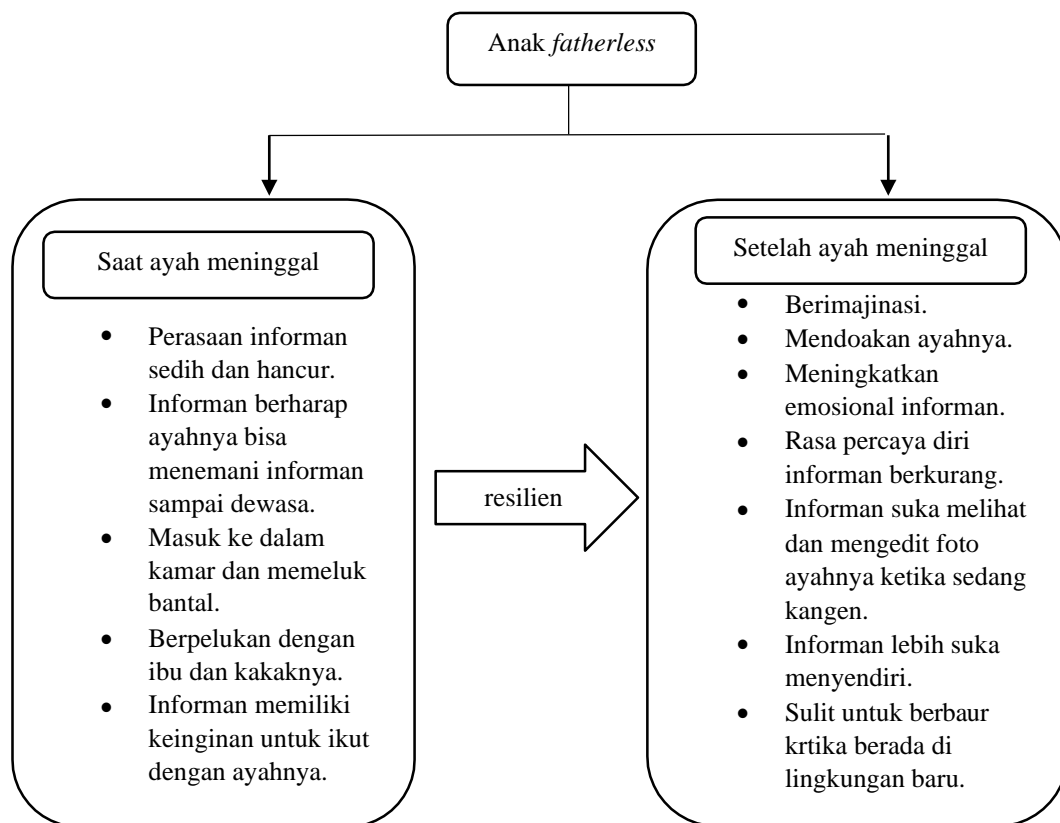 Anak fatherless
Saat ayah meninggal
• Perasaan informan
sedih dan hancur.
• Informan berharap
ayahnya bisa
menemani informan
sampai dewasa.
• Masuk ke dalam
kamar dan memeluk
bantal.
• Berpelukan dengan
ibu dan kakaknya.
• Informan memiliki
keinginan untuk ikut
dengan ayahnya.
resilien
Setelah ayah meninggal
• Berimajinasi.
• Mendoakan ayahnya.
• Meningkatkan
emosional informan.
• Rasa percaya diri
informan berkurang.
• Informan suka melihat
dan mengedit foto
ayahnya ketika sedang
kangen.
• Informan lebih suka
menyendiri.
• Sulit untuk berbaur
krtika berada di
lingkungan baru.